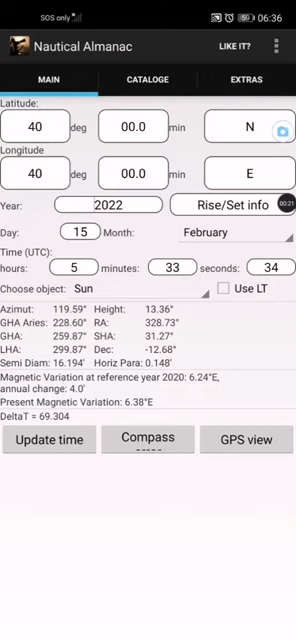 SOS only 59 06:36
Nautical Almanac LIKE IT?
MAIN CATALOGE EXTRAS
Latitude:
40 deg 00.0 min N
Longitude
40 deg 00.0 min E
00:21
Year: 2022 Rise/Set info
Day: 15 Month: February
Time (UTC):
hours: 5 minutes: 33 seconds: 34
Choose object: Sun Use LT
Azimut: 119.59° Height: 13.36°
GHA Aries: 228.60° RA: 328.73°
GHA: 259.87° SHA: 31.27°
LHA: 299.87° Dec: -12.68°
Semi Diam: 16.194' Horiz Para: 0.148'
Magnetic Variation at reference year 2020: 6.24°E,
annual change: 4.0'
Present Magnetic Variation: 6.38°E
DeltaT = 69.304
Update time Compass GPS view